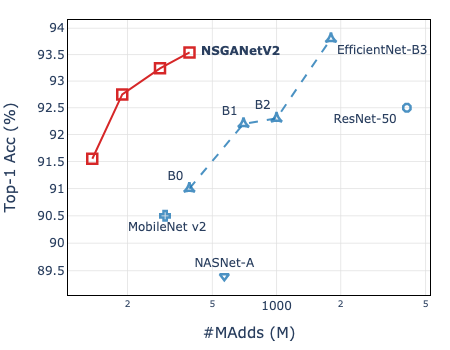 94
NSGANetV2
93.5
EfficientNet-B3
93
B1
B2
92.5
ResNet-50
92
91.5
B0
91
90.5
MobileNet v2
90
NASNet-A
89.5
2 5 1000 2 5
#MAdds (M)
Top-1 Acc (%)